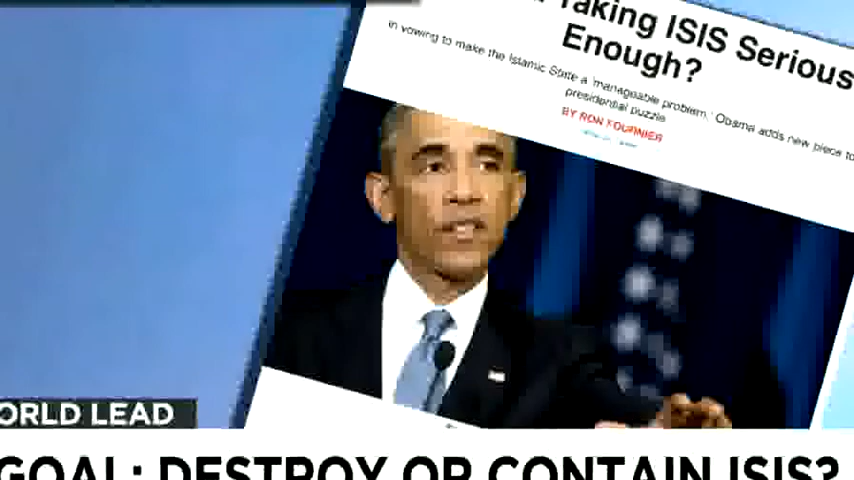 Taking ISIS Serious
Enough?
In vowing to make the Islamic State a 'manageable problem,' Obama adds new piece to
presidential puzzle
BY RON FOURNIER
ORLD LEAD
GOAL: DESTROY OR CONTAIN ISIS?